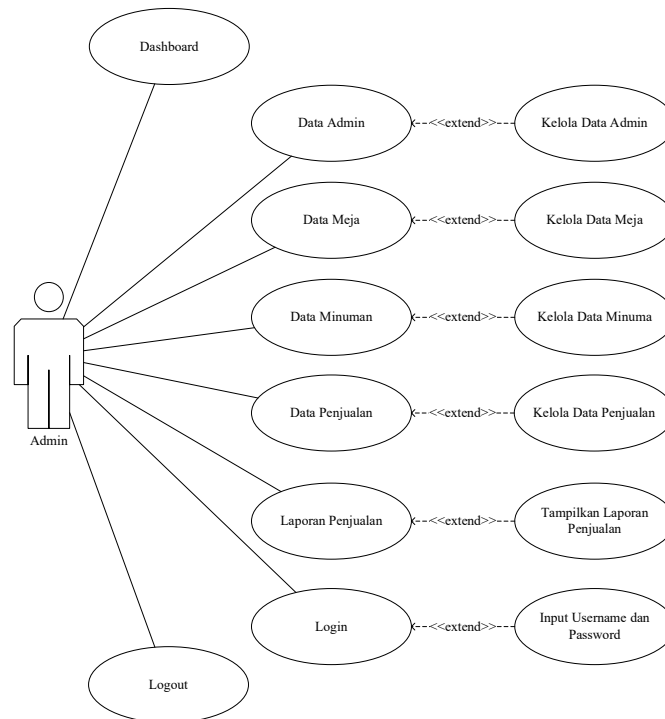 Dashboard
Data Admin
<<extend>>
Kelola Data Admin
Data Meja
<<extend>>
Kelola Data Meja
Data Minuman
<<extend>>
Kelola Data Minuma
Admin
Data Penjualan
<<extend>>
Kelola Data Penjualan
Laporan Penjualan
<<extend>>
Tampilkan Laporan
Penjualan
Login
<<extend>>
Input Username dan
Password
Logout